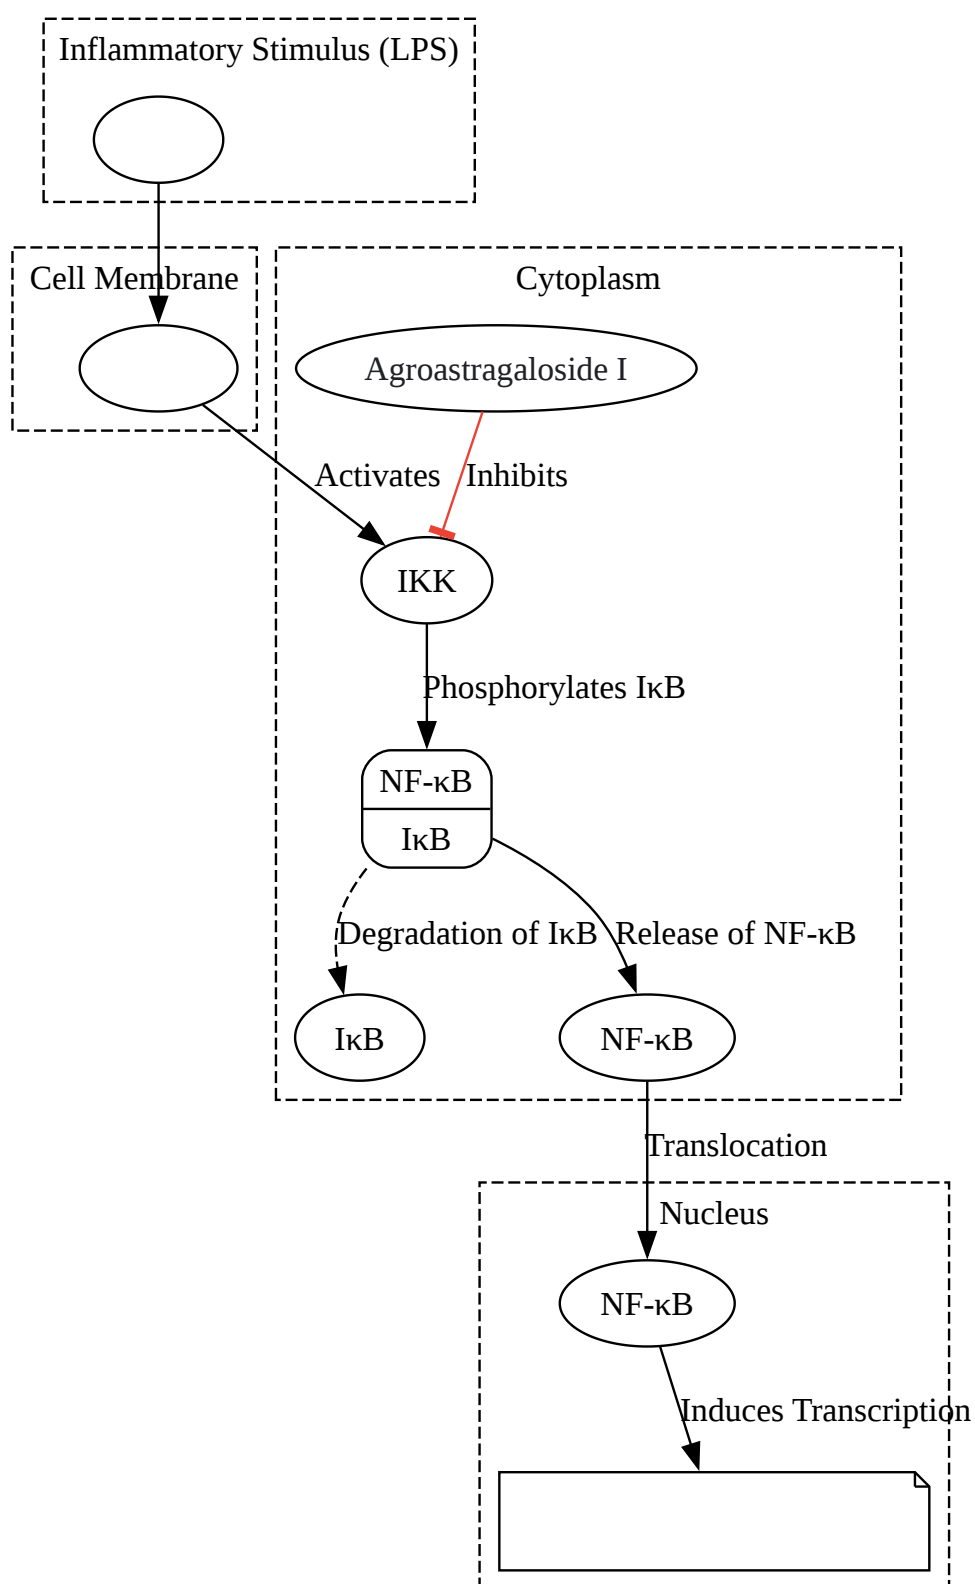 Inflammatory Stimulus (LPS)
Cell Membrane
Cytoplasm
Agroastragaloside I
Activates
Inhibits
IKK
Phosphorylates IκB
NF-κB
IκB
Degradation of IκB
Release of NF-κB
IκB
NF-κB
Translocation
Nucleus
NF-κB
Induces Transcription